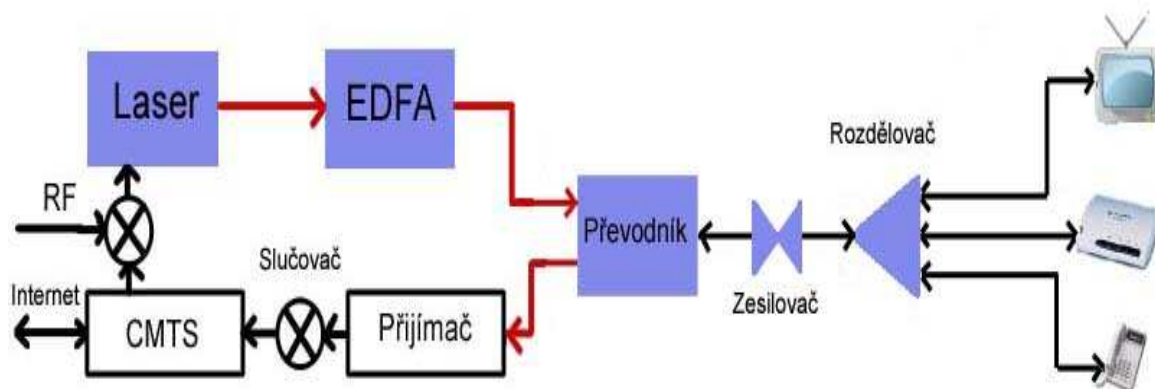 Laser
EDFA
Rozdělovač
RF
Převodník
Slučovač
Internet
CMTS
Přijímač
Zesilovač